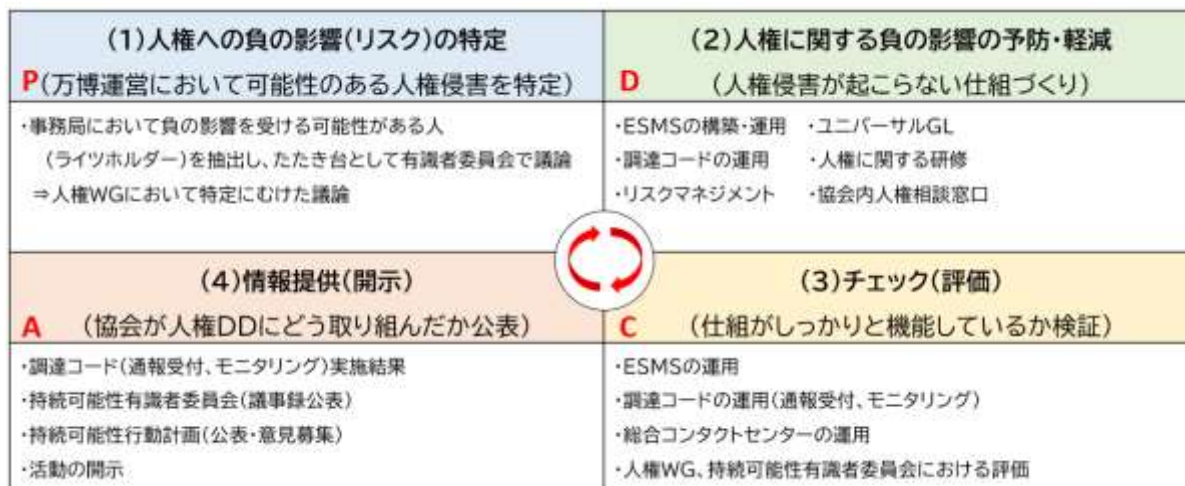 (1)人権への負の影響(リスク)の特定
P(万博運営において可能性のある人権侵害を特定)
・事務局において負の影響を受ける可能性がある人
(ライツホルダー)を抽出し、たたき台として有識者委員会で議論
⇒人権WGにおいて特定にむけた議論
(2)人権に関する負の影響の予防・軽減
D (人権侵害が起こらない仕組づくり)
・ESMSの構築・運用 ・ユニバーサルGL
・調達コードの運用 ・人権に関する研修
・リスクマネジメント ・協会内人権相談窓口
(4)情報提供(開示)
A (協会が人権DDにどう取り組んだか公表)
・調達コード(通報受付、モニタリング)実施結果
・持続可能性有識者委員会(議事録公表)
・持続可能性行動計画(公表・意見募集)
・活動の開示
(3)チェック(評価)
C (仕組がしっかりと機能しているか検証)
・ESMSの運用
・調達コードの運用(通報受付、モニタリング)
・総合コンタクトセンターの運用
・人権WG、持続可能性有識者委員会における評価